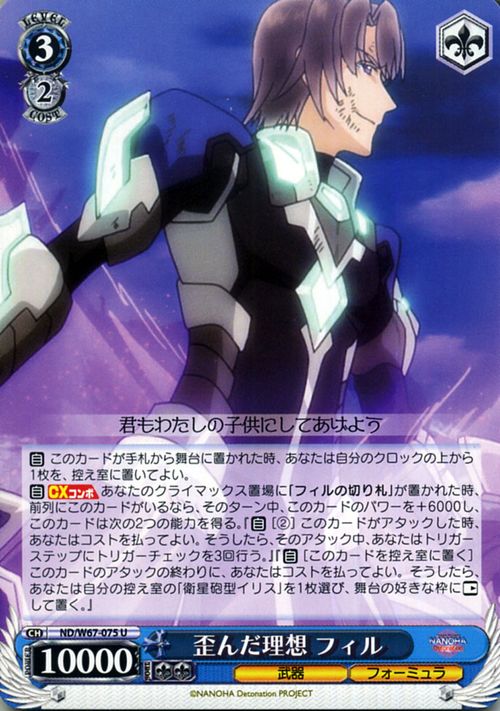 LEVEL
3
2
COST
君もわたしの子供にしてあげよう
自 このカードが手札から舞台に置かれた時、あなたは自分のクロックの上から
1枚を、控え室に置いてよい。
自 CXコンボ あなたのクライマックス置場に「フィルの切り札」が置かれた時、
前列にこのカードがいるなら、そのターン中、このカードのパワーを+6000し、
このカードは次の2つの能力を得る。『自 [②] このカードがアタックした時、
あなたはコストを払ってよい。そうしたら、そのアタック中、あなたはトリガー
ステップにトリガーチェックを3回行う。』『自 [このカードを控え室に置く]
このカードのアタックの終わりに、あなたはコストを払ってよい。そうしたら、
あなたは自分の控え室の「衛星砲型イリス」を1枚選び、舞台の好きな枠に
置く。』
CH ND/W67-075 U
歪んだ理想 フィル
POWER 10000
武器 フォーミュラ
NANOHA Detonation
©NANOHA Detonation PROJECT